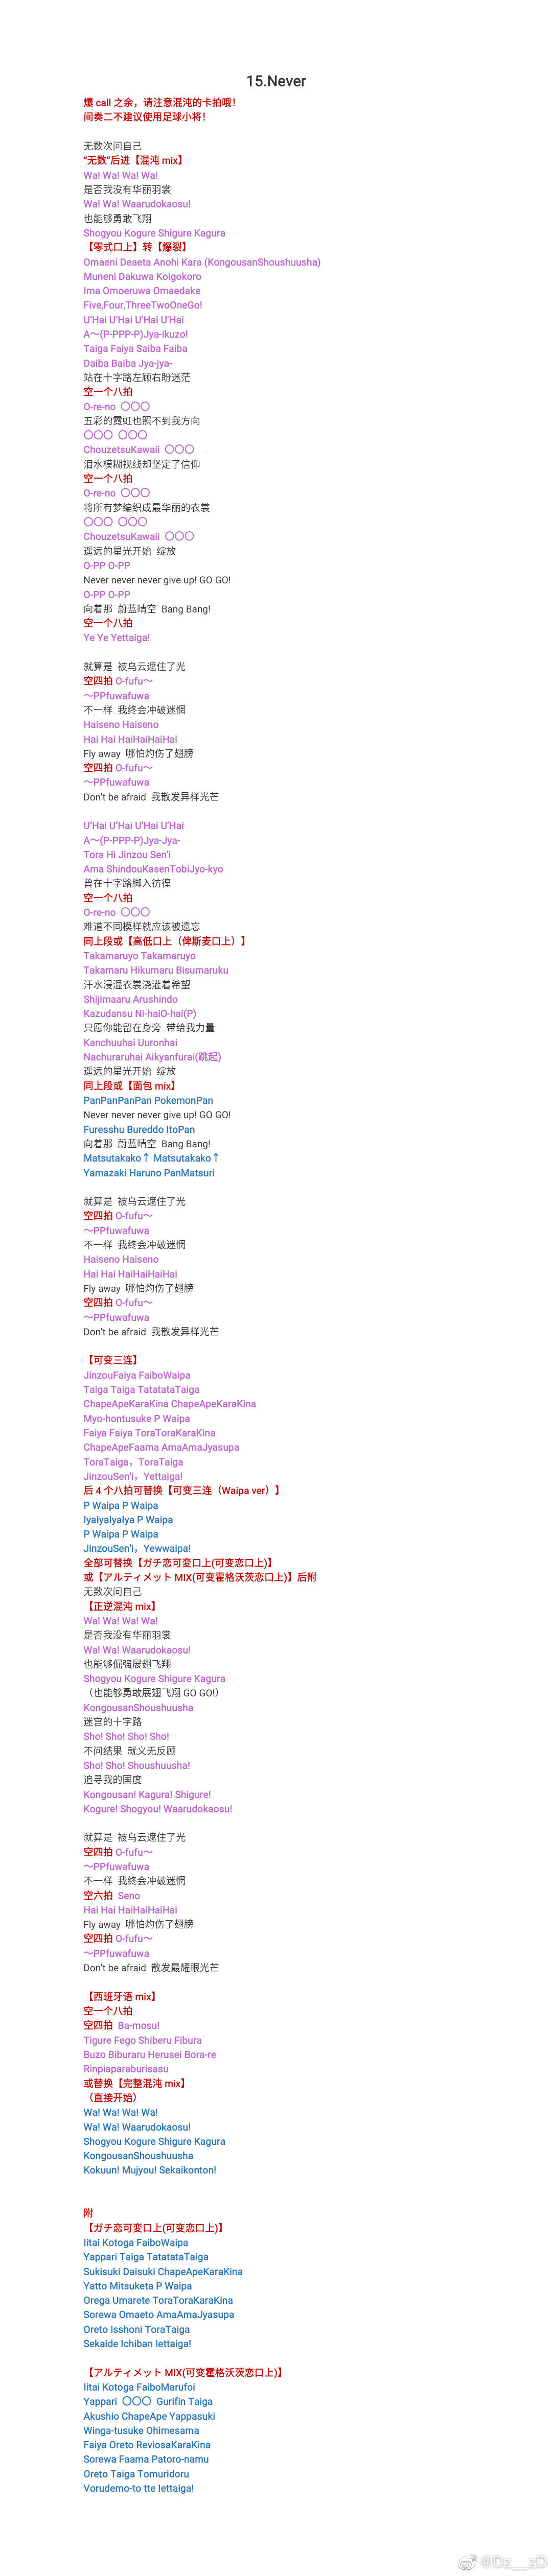 15.Never
爆 call 之余，请注意混沌的卡拍哦！
间奏二不建议使用足球小将！
无数次问自己
“无数”后进【混沌 mix】
Wa! Wa! Wa! Wa!
是否我没有华丽羽裳
Wa! Wa! Waarudokaosu!
也能够勇敢飞翔
Shogyou Kogure Shigure Kagura
【零式口上】转【爆裂】
Omaeni Deaeta Anohi Kara (KongousanShoushuusha)
Muneni Dakuwa Koigokoro
Ima Omoeruwa Omaedake
Five,Four,ThreeTwoOneGo!
U’Hai U’Hai U’Hai U’Hai
A～(P-PPP-P)Jya-ikuzo!
Taiga Faiya Saiba Faiba
Daiba Baiba Jya-jya-
站在十字路左顾右盼迷茫
空一个八拍
O-re-no 〇〇〇
五彩的霓虹也照不到我方向
〇〇〇 〇〇〇
ChouzetsuKawaii 〇〇〇
泪水模糊视线却坚定了信仰
空一个八拍
O-re-no 〇〇〇
将所有梦编织成最华丽的衣裳
〇〇〇 〇〇〇
ChouzetsuKawaii 〇〇〇
遥远的星光开始 绽放
O-PP O-PP
Never never never give up! GO GO!
O-PP O-PP
向着那 蔚蓝晴空 Bang Bang!
空一个八拍
Ye Ye Yettaiga!
就算是 被乌云遮住了光
空四拍 O-fufu～
～PPfuwafuwa
不一样 我终会冲破迷惘
Haiseno Haiseno
Hai Hai HaiHaiHaiHai
Fly away 哪怕灼伤了翅膀
空四拍 O-fufu～
～PPfuwafuwa
Don't be afraid 我散发异样光芒
U’Hai U’Hai U’Hai U’Hai
A～(P-PPP-P)Jya-Jya-
Tora Hi Jinzou Sen'i
Ama ShindouKasenTobiJyo-kyo
曾在十字路脚入彷徨
空一个八拍
O-re-no 〇〇〇
难道不同模样就应该被遗忘
同上段或【高低口上（俾斯麦口上）】
Takamaruyo Takamaruyo
Takamaru Hikumaru Bisumaruku
汗水浸湿衣裳浇灌着希望
Shijimaaru Arushindo
Kazudansu Ni-haiO-hai(P)
只愿你能留在身旁 带给我力量
Kanchuuhai Uuronhai
Nachuraruhai Aikyanfurai(跳起)
遥远的星光开始 绽放
同上段或【面包 mix】
PanPanPanPan PokemonPan
Never never never give up! GO GO!
Furesshu Bureddo ItoPan
向着那 蔚蓝晴空 Bang Bang!
Matsutakako↑ Matsutakako↑
Yamazaki Haruno PanMatsuri
就算是 被乌云遮住了光
空四拍 O-fufu～
～PPfuwafuwa
不一样 我终会冲破迷惘
Haiseno Haiseno
Hai Hai HaiHaiHaiHai
Fly away 哪怕灼伤了翅膀
空四拍 O-fufu～
～PPfuwafuwa
Don't be afraid 我散发异样光芒
【可变三连】
JinzouFaiya FaiboWaipa
Taiga Taiga TatatataTaiga
ChapeApeKaraKina ChapeApeKaraKina
Myo-hontusuke P Waipa
Faiya Faiya ToraToraKaraKina
ChapeApeFaama AmaAmaJyasupa
ToraTaiga，ToraTaiga
JinzouSen'i，Yettaiga!
后 4 个八拍可替换【可变三连（Waipa ver）】
P Waipa P Waipa
IyaIyaIyaIya P Waipa
P Waipa P Waipa
JinzouSen'i，Yewwaipa!
全部可替换【ガチ恋可変口上(可变恋口上)】
或【アルティメット MIX(可变霍格沃茨恋口上)】后附
无数次问自己
【正逆混沌 mix】
Wa! Wa! Wa! Wa!
是否我没有华丽羽裳
Wa! Wa! Waarudokaosu!
也能够倔强展翅飞翔
Shogyou Kogure Shigure Kagura
（也能够勇敢展翅飞翔 GO GO!）
KongousanShoushuusha
迷宫的十字路
Sho! Sho! Sho! Sho!
不问结果 就义无反顾
Sho! Sho! Shoushuusha!
追寻我的国度
Kongousan! Kagura! Shigure!
Kogure! Shogyou! Waarudokaosu!
就算是 被乌云遮住了光
空四拍 O-fufu～
～PPfuwafuwa
不一样 我终会冲破迷惘
空六拍 Seno
Hai Hai HaiHaiHaiHai
Fly away 哪怕灼伤了翅膀
空四拍 O-fufu～
～PPfuwafuwa
Don't be afraid 散发最耀眼光芒
【西班牙语 mix】
空一个八拍
空四拍 Ba-mosu!
Tigure Fego Shiberu Fibura
Buzo Biburaru Herusei Bora-re
Rinpiaparaburisasu
或替换【完整混沌 mix】
（直接开始）
Wa! Wa! Wa! Wa!
Wa! Wa! Waarudokaosu!
Shogyou Kogure Shigure Kagura
KongousanShoushuusha
Kokuun! Mujyou! Sekaikonton!
附
【ガチ恋可変口上(可变恋口上)】
Iitai Kotoga FaiboWaipa
Yappari Taiga TatatataTaiga
Sukisuki Daisuki ChapeApeKaraKina
Yatto Mitsuketa P Waipa
Orega Umarete ToraToraKaraKina
Sorewa Omaeto AmaAmaJyasupa
Oreto Isshoni ToraTaiga
Sekaide Ichiban Iettaiga!
【アルティメット MIX(可变霍格沃茨恋口上)】
Iitai Kotoga FaiboMarufoi
Yappari 〇〇〇 Gurifin Taiga
Akushio ChapeApe Yappasuki
Winga-tusuke Ohimesama
Faiya Oreto ReviosaKaraKina
Sorewa Faama Patoro-namu
Oreto Taiga Tomuridoru
Vorudemo-to tte Iettaiga!
@Dz__zD